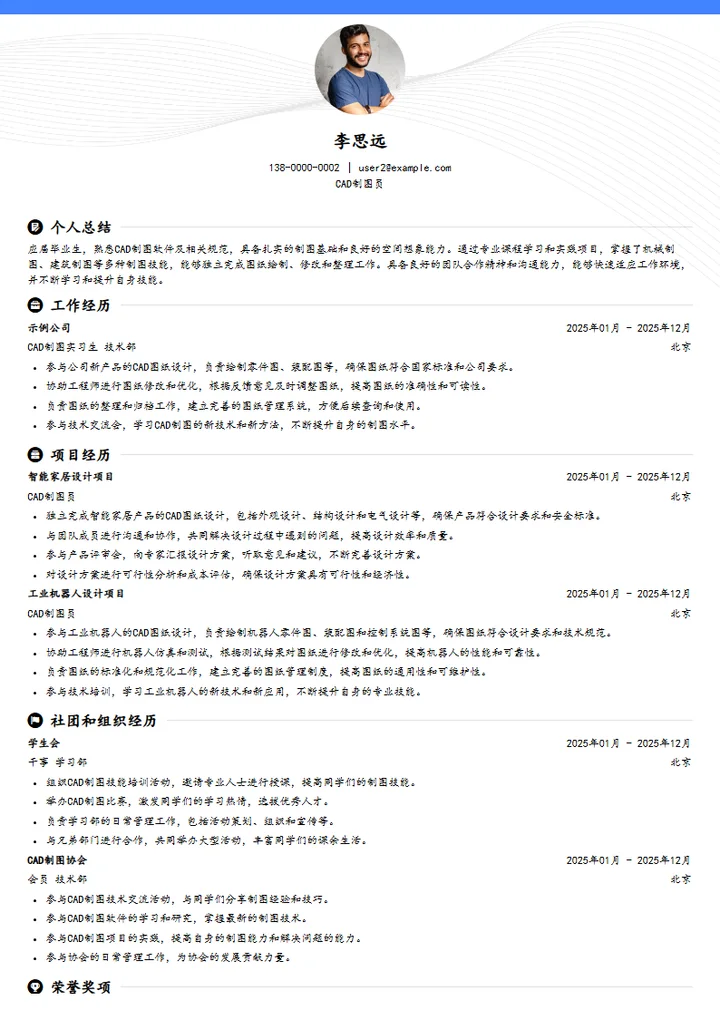 李思远
138-0000-0002 | user2@example.com
CAD制图员
个人总结
应届毕业生，熟悉CAD制图软件及相关规范，具备扎实的制图基础和良好的空间想象能力。通过专业课程学习和实践项目，掌握了机械制
图、建筑制图等多种制图技能，能够独立完成图纸绘制、修改和整理工作。具备良好的团队合作精神和沟通能力，能够快速适应工作环境，
并不断学习和提升自身技能。
工作经历
示例公司 2025年01月 - 2025年12月
CAD制图实习生 技术部 北京
• 参与公司新产品的CAD图纸设计，负责绘制零件图、装配图等，确保图纸符合国家标准和公司要求。
• 协助工程师进行图纸修改和优化，根据反馈意见及时调整图纸，提高图纸的准确性和可读性。
• 负责图纸的整理和归档工作，建立完善的图纸管理系统，方便后续查询和使用。
• 参与技术交流会，学习CAD制图的新技术和新方法，不断提升自身的制图水平。
项目经历
智能家居设计项目 2025年01月 - 2025年12月
CAD制图员 北京
• 独立完成智能家居产品的CAD图纸设计，包括外观设计、结构设计和电气设计等，确保产品符合设计要求和安全标准。
• 与团队成员进行沟通和协作，共同解决设计过程中遇到的问题，提高设计效率和质量。
• 参与产品评审会，向专家汇报设计方案，听取意见和建议，不断完善设计方案。
• 对设计方案进行可行性分析和成本评估，确保设计方案具有可行性和经济性。
工业机器人设计项目 2025年01月 - 2025年12月
CAD制图员 北京
• 参与工业机器人的CAD图纸设计，负责绘制机器人零件图、装配图和控制系统图等，确保图纸符合设计要求和技术规范。
• 协助工程师进行机器人仿真和测试，根据测试结果对图纸进行修改和优化，提高机器人的性能和可靠性。
• 负责图纸的标准化和规范化工作，建立完善的图纸管理制度，提高图纸的通用性和可维护性。
• 参与技术培训，学习工业机器人的新技术和新应用，不断提升自身的专业技能。
社团和组织经历
学生会 2025年01月 - 2025年12月
干事 学习部 北京
• 组织CAD制图技能培训活动，邀请专业人士进行授课，提高同学们的制图技能。
• 举办CAD制图比赛，激发同学们的学习热情，选拔优秀人才。
• 负责学习部的日常管理工作，包括活动策划、组织和宣传等。
• 与兄弟部门进行合作，共同举办大型活动，丰富同学们的课余生活。
CAD制图协会 2025年01月 - 2025年12月
会员 技术部 北京
• 参与CAD制图技术交流活动，与同学们分享制图经验和技巧。
• 参与CAD制图软件的学习和研究，掌握最新的制图技术。
• 参与CAD制图项目的实践，提高自身的制图能力和解决问题的能力。
• 参与协会的日常管理工作，为协会的发展贡献力量。
荣誉奖项